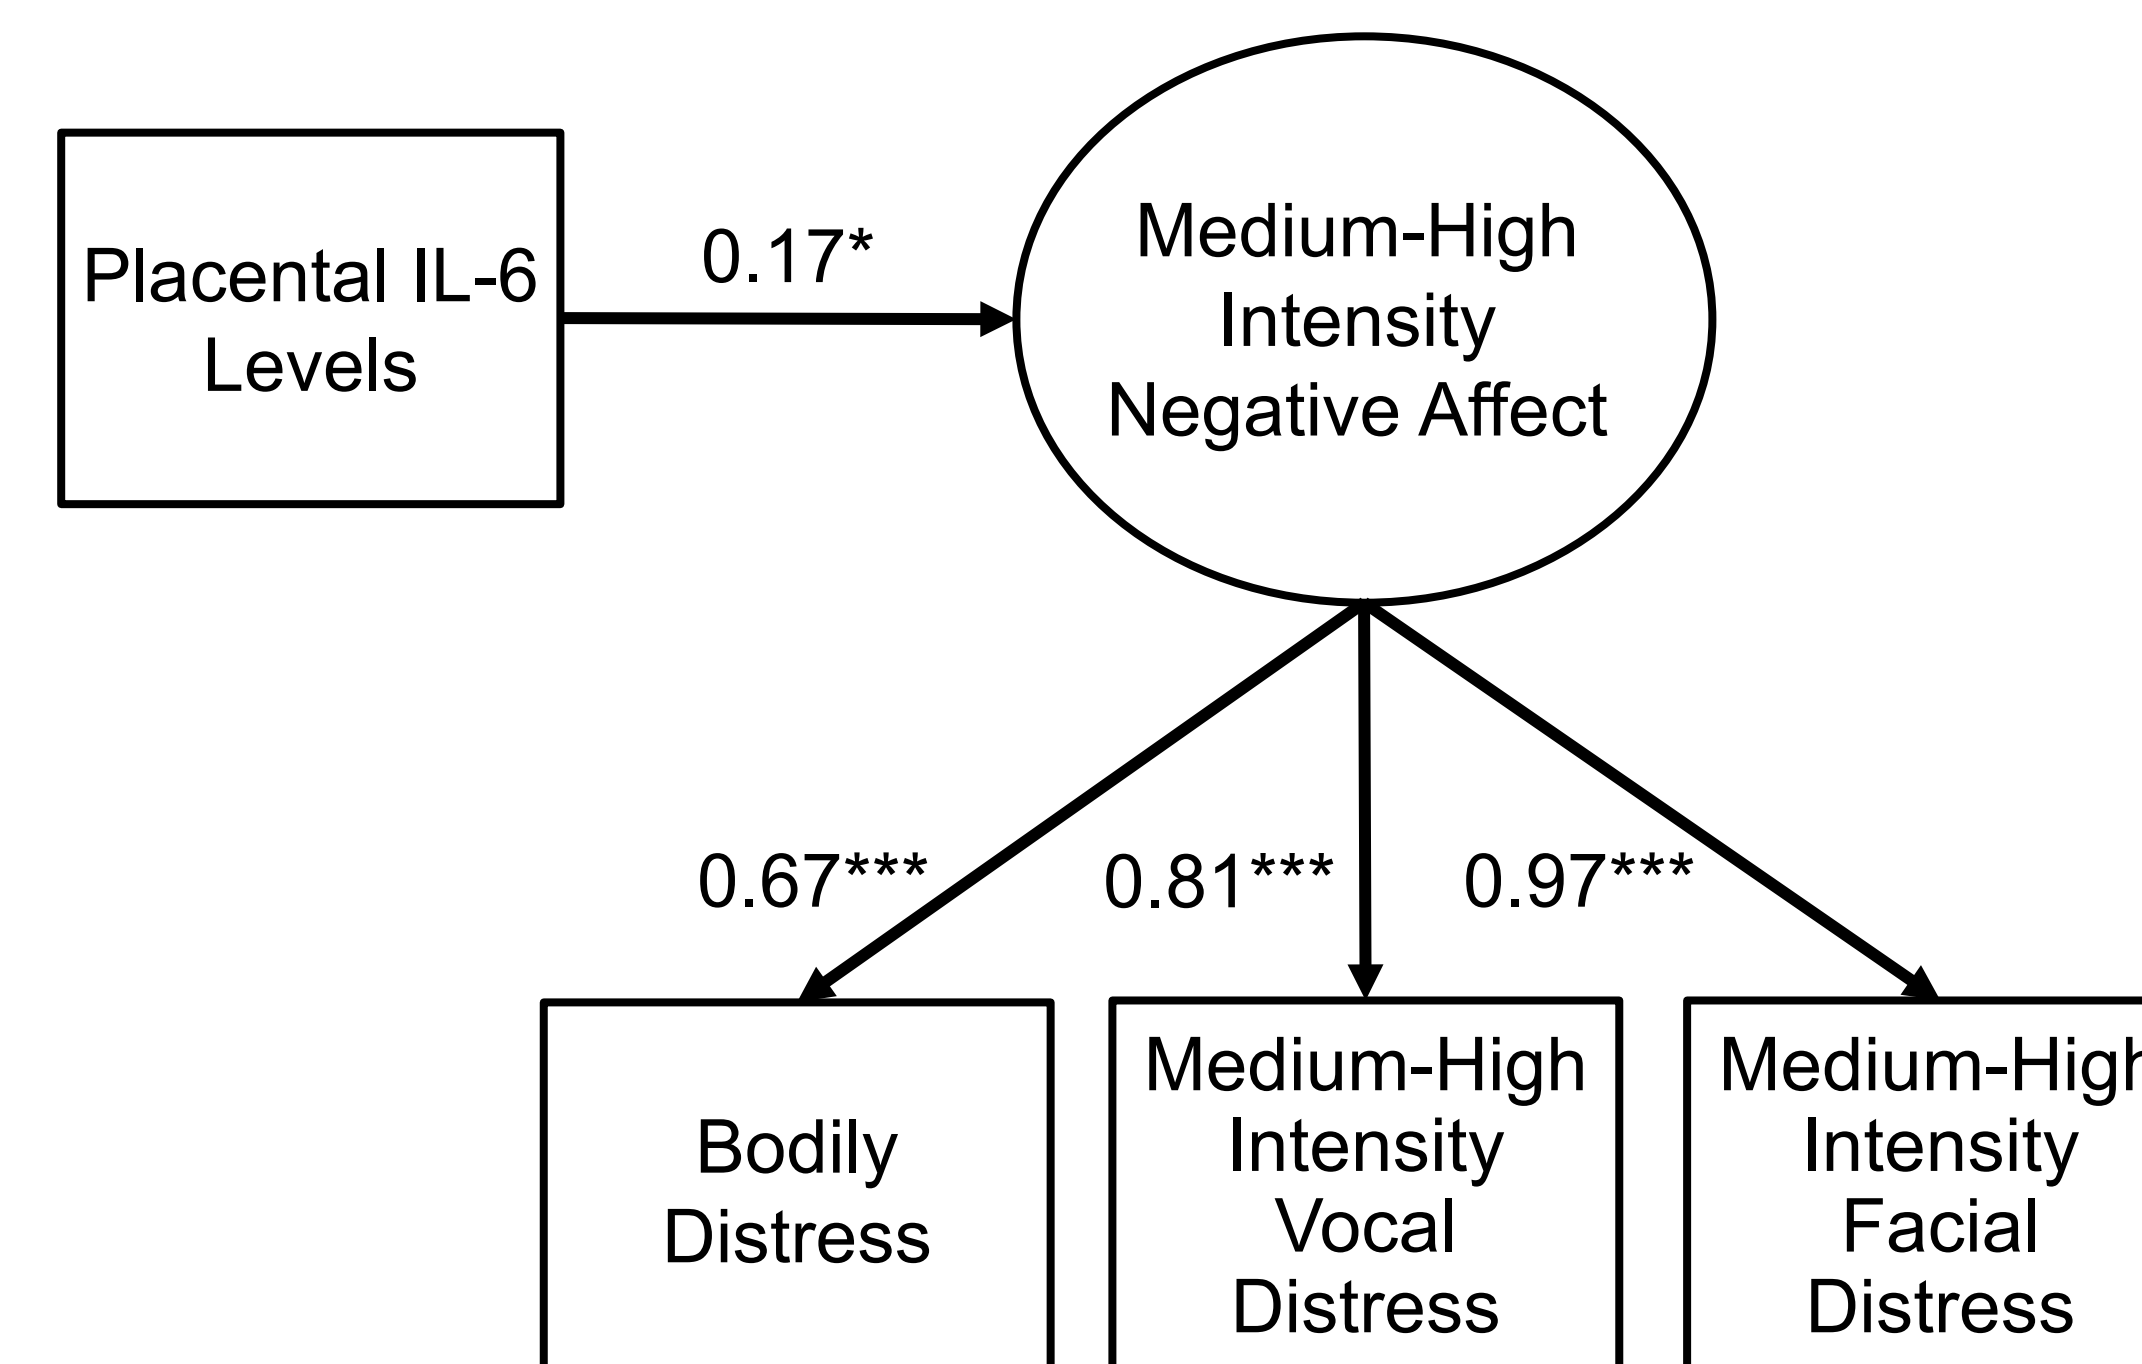 Placental IL-6
Levels
0.17*
Medium-High
Intensity
Negative Affect
0.67***
0.81***
0.97***
Bodily
Distress
Medium-High
Intensity
Vocal
Distress
Medium-High
Intensity
Facial
Distress